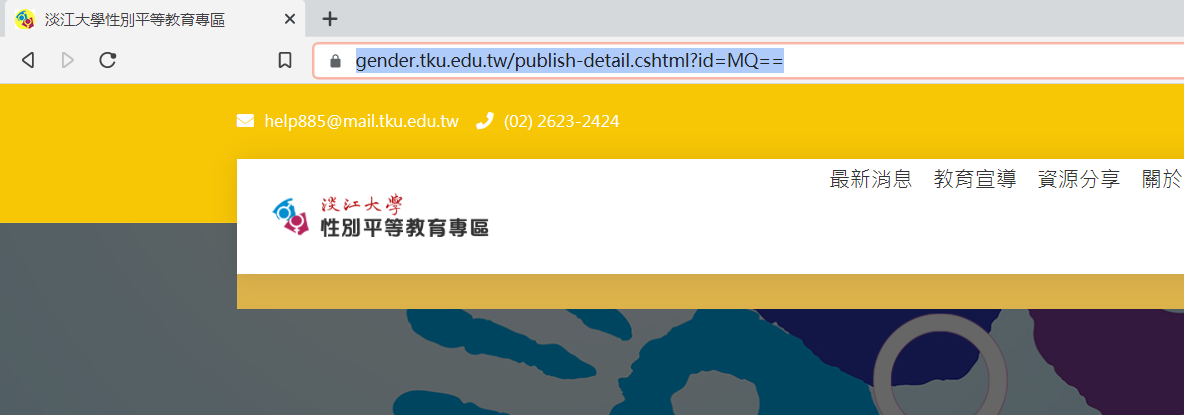 淡江大學性別平等教育專區
gender.tku.edu.tw/publish-detail.cshtml?id=MQ==
help885@mail.tku.edu.tw (02) 2623-2424
最新消息 教育宣導 資源分享 關於
淡江大學
性別平等教育專區